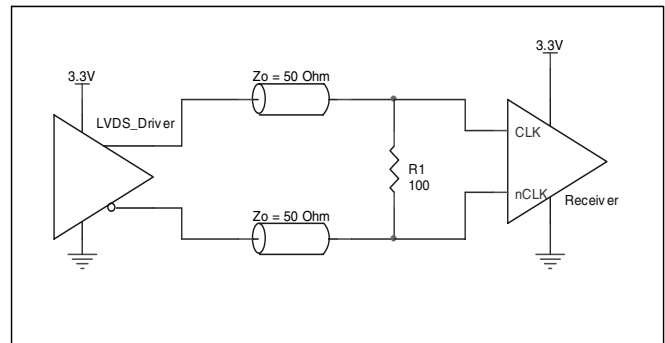 3.3V
3.3V
Zo = 50 Ohm
LVDS_Driver
CLK
R1
100
nCLK
Receiver
Zo = 50 Ohm